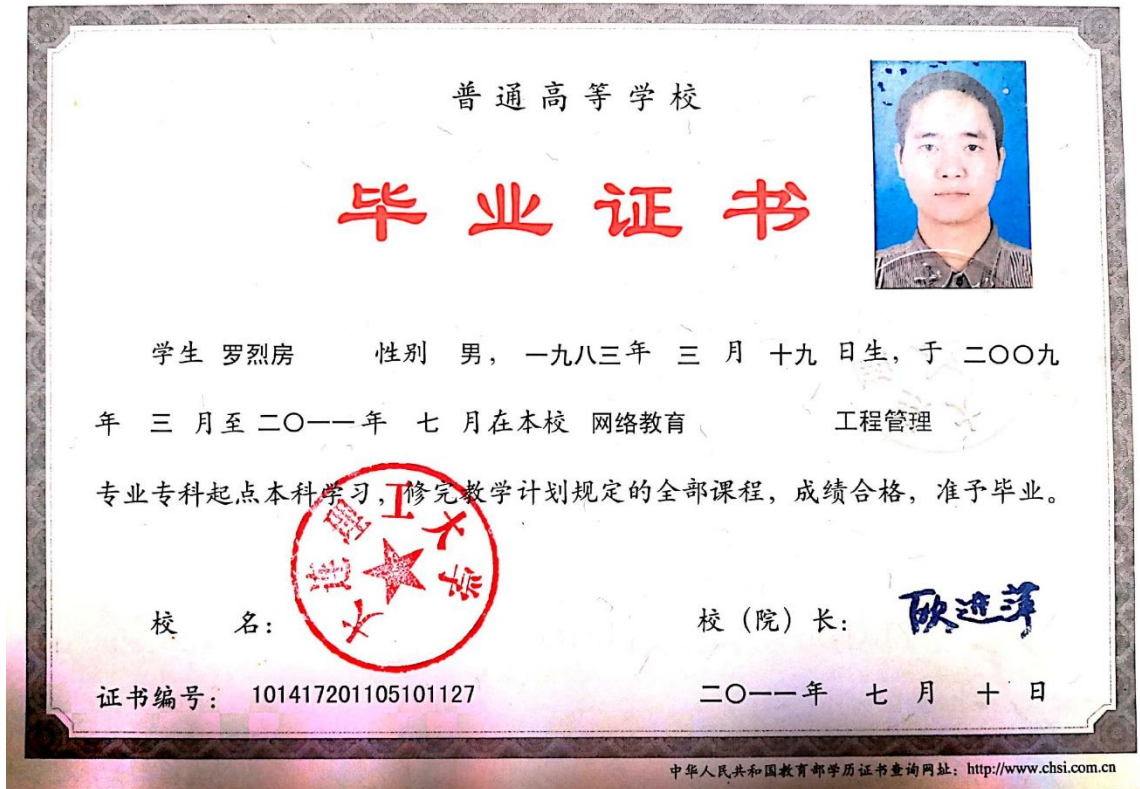 普通高等学校
毕业证书
学生 罗烈房 性别 男，一九八三年 三 月 十九 日生，于 二〇〇九
年 三 月至 二〇一一年 七 月在本校 网络教育 工程管理
专业专科起点本科学习，修完教学计划规定的全部课程，成绩合格，准予毕业。
大连理工大学
校 名： 校（院）长： 欧进萍
证书编号： 101417201105101127 二〇一一年 七 月 十 日
中华人民共和国教育部学历证书查询网址：http://www.chsi.com.cn